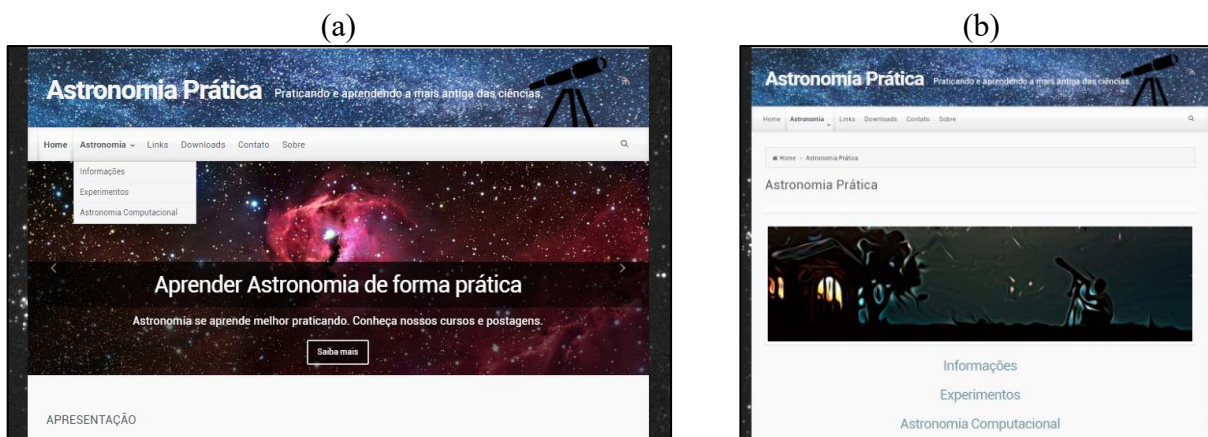 (a)
Astronomia Prática Praticando e aprendendo a mais antiga das ciências.
Home Astronomia Links Downloads Contato Sobre
Informações
Experimentos
Astronomia Computacional
Aprender Astronomia de forma prática
Astronomia se aprende melhor praticando. Conheça nossos cursos e postagens.
Saiba mais
APRESENTAÇÃO
(b)
Astronomia Prática Praticando e aprendendo a mais antiga das ciências.
Home Astronomia Links Downloads Contato Sobre
Home > Astronomia Prática
Astronomia Prática
Informações
Experimentos
Astronomia Computacional